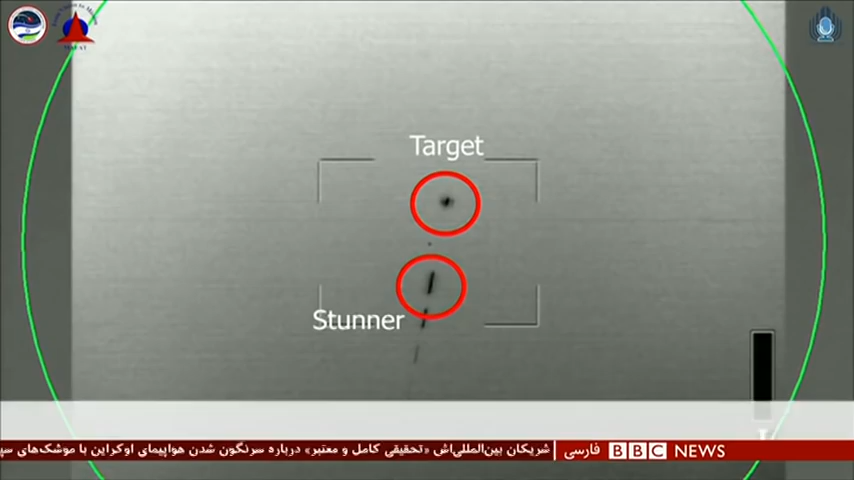 Target
Stunner
شریکان بین‌المللی‌اش «تحقیقی کامل و معتبر» درباره سرنگون شدن هواپیمای اوکراین با موشک‌های سپ
BBC NEWS فارسی